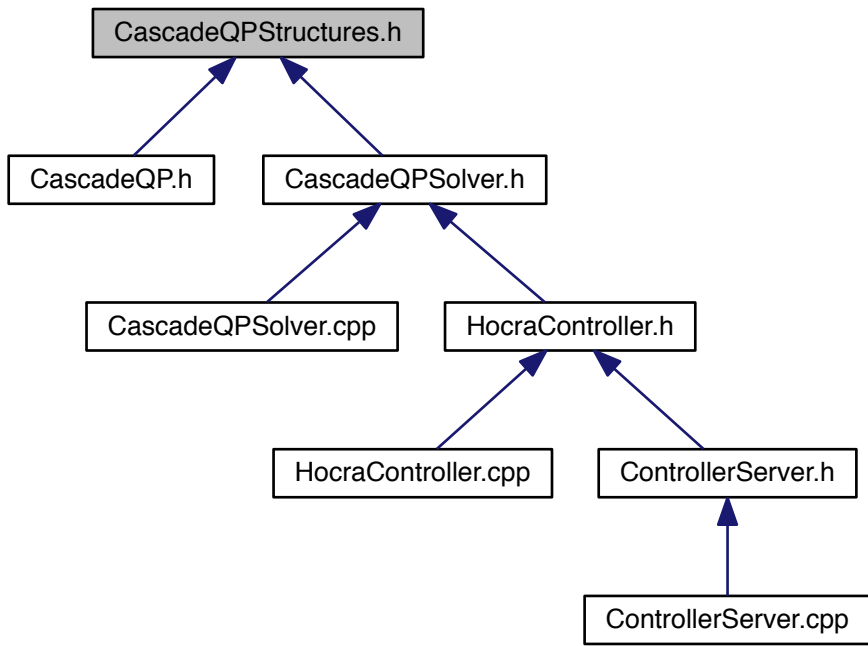 CascadeQPStructures.h
CascadeQP.h
CascadeQPSolver.h
CascadeQPSolver.cpp
HocraController.h
HocraController.cpp
ControllerServer.h
ControllerServer.cpp